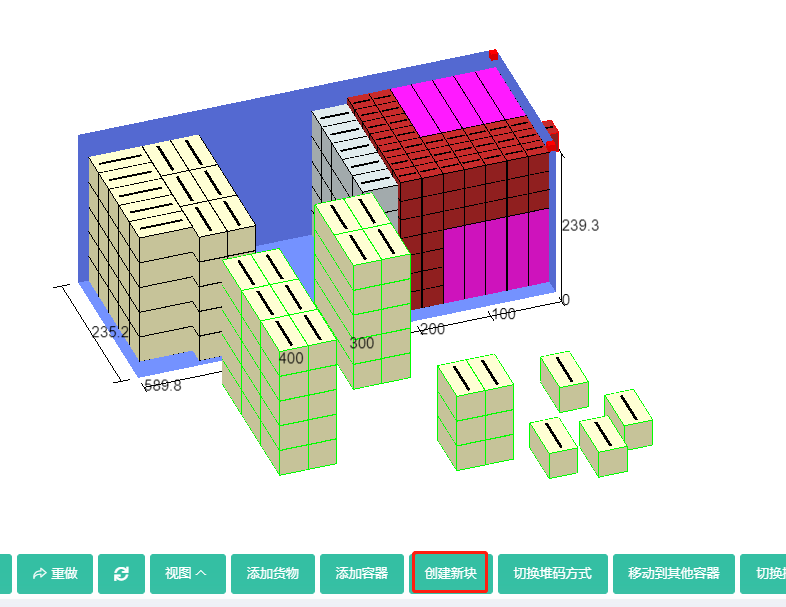 239.3
0
100
200
300
400
235.2
589.8
重做
视图
添加货物
添加容器
创建新块
切换堆码方式
移动到其他容器
切换